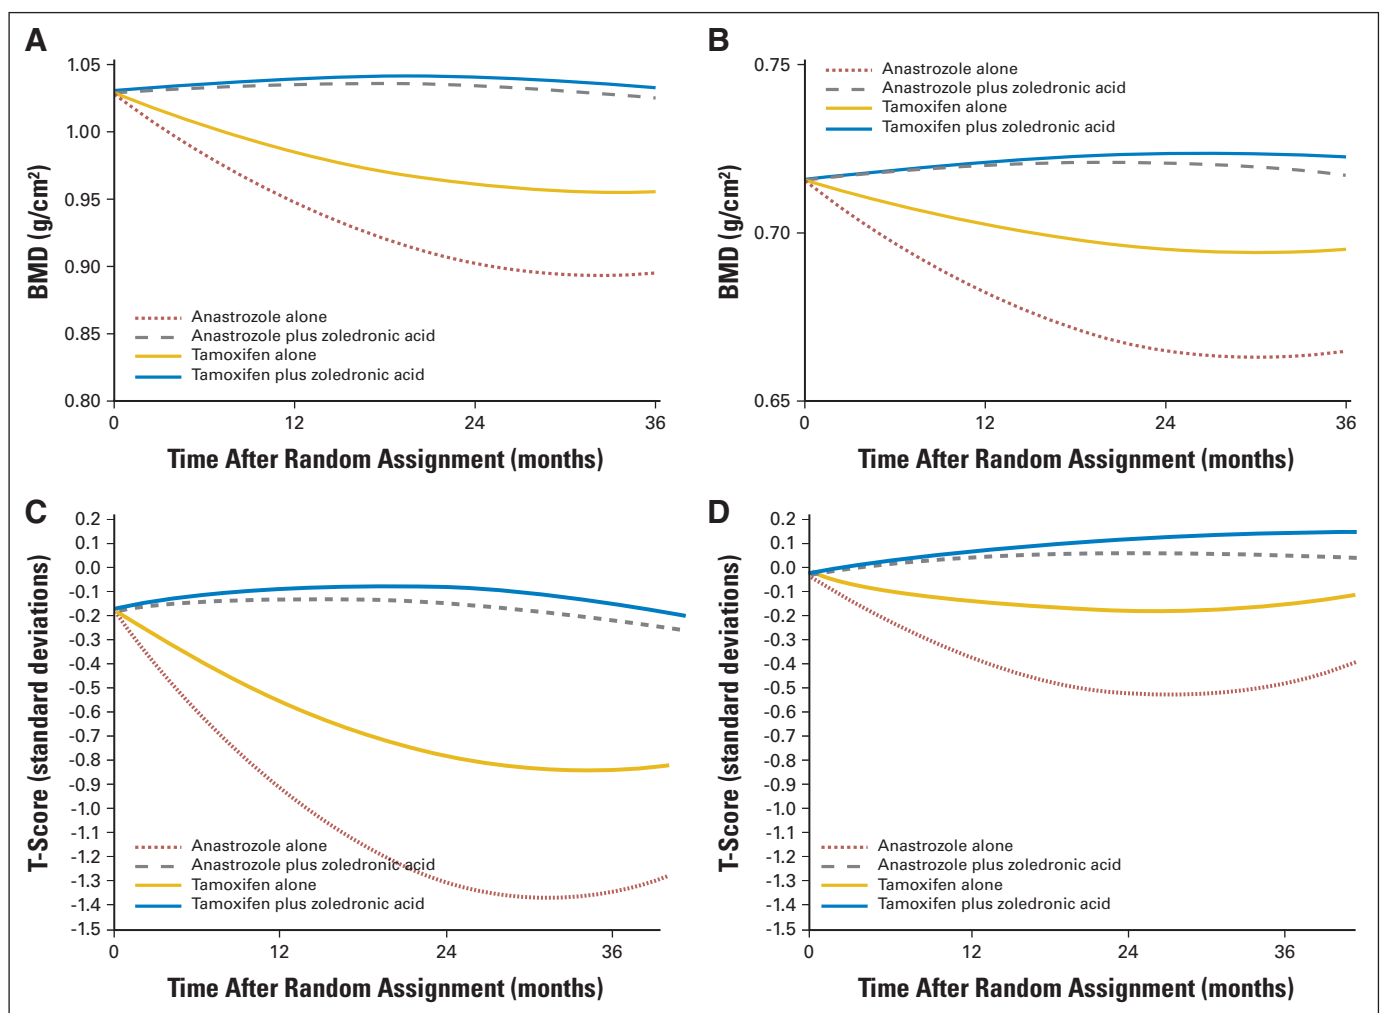 A
1.05
1.00
0.95
0.90
0.85
0.80
BMD (g/cm²)
Anastrozole alone
Anastrozole plus zoledronic acid
Tamoxifen alone
Tamoxifen plus zoledronic acid
0 12 24 36
Time After Random Assignment (months)
B
0.75
0.70
0.65
BMD (g/cm²)
Anastrozole alone
Anastrozole plus zoledronic acid
Tamoxifen alone
Tamoxifen plus zoledronic acid
0 12 24 36
Time After Random Assignment (months)
C
0.2
0.1
0.0
-0.1
-0.2
-0.3
-0.4
-0.5
-0.6
-0.7
-0.8
-0.9
-1.0
-1.1
-1.2
-1.3
-1.4
-1.5
T-Score (standard deviations)
Anastrozole alone
Anastrozole plus zoledronic acid
Tamoxifen alone
Tamoxifen plus zoledronic acid
0 12 24 36
Time After Random Assignment (months)
D
0.2
0.1
0.0
-0.1
-0.2
-0.3
-0.4
-0.5
-0.6
-0.7
-0.8
-0.9
-1.0
-1.1
-1.2
-1.3
-1.4
-1.5
T-Score (standard deviations)
Anastrozole alone
Anastrozole plus zoledronic acid
Tamoxifen alone
Tamoxifen plus zoledronic acid
0 12 24 36
Time After Random Assignment (months)